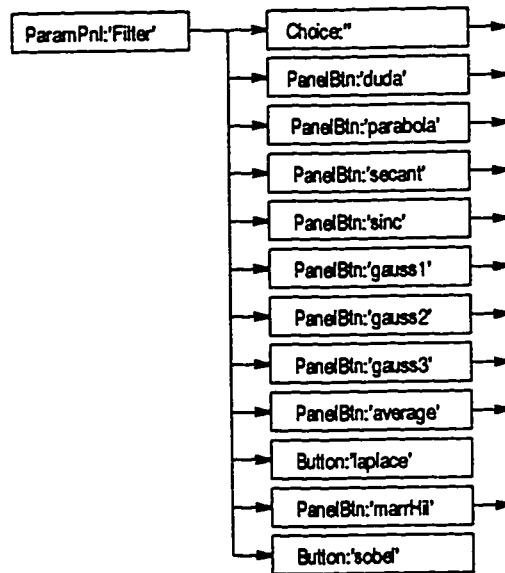 ParamPnl:'Filter'
Choice:''
PanelBtn:'duda'
PanelBtn:'parabola'
PanelBtn:'secant'
PanelBtn:'sinc'
PanelBtn:'gauss1'
PanelBtn:'gauss2'
PanelBtn:'gauss3'
PanelBtn:'average'
Button:'laplace'
PanelBtn:'marrHil'
Button:'sobel'